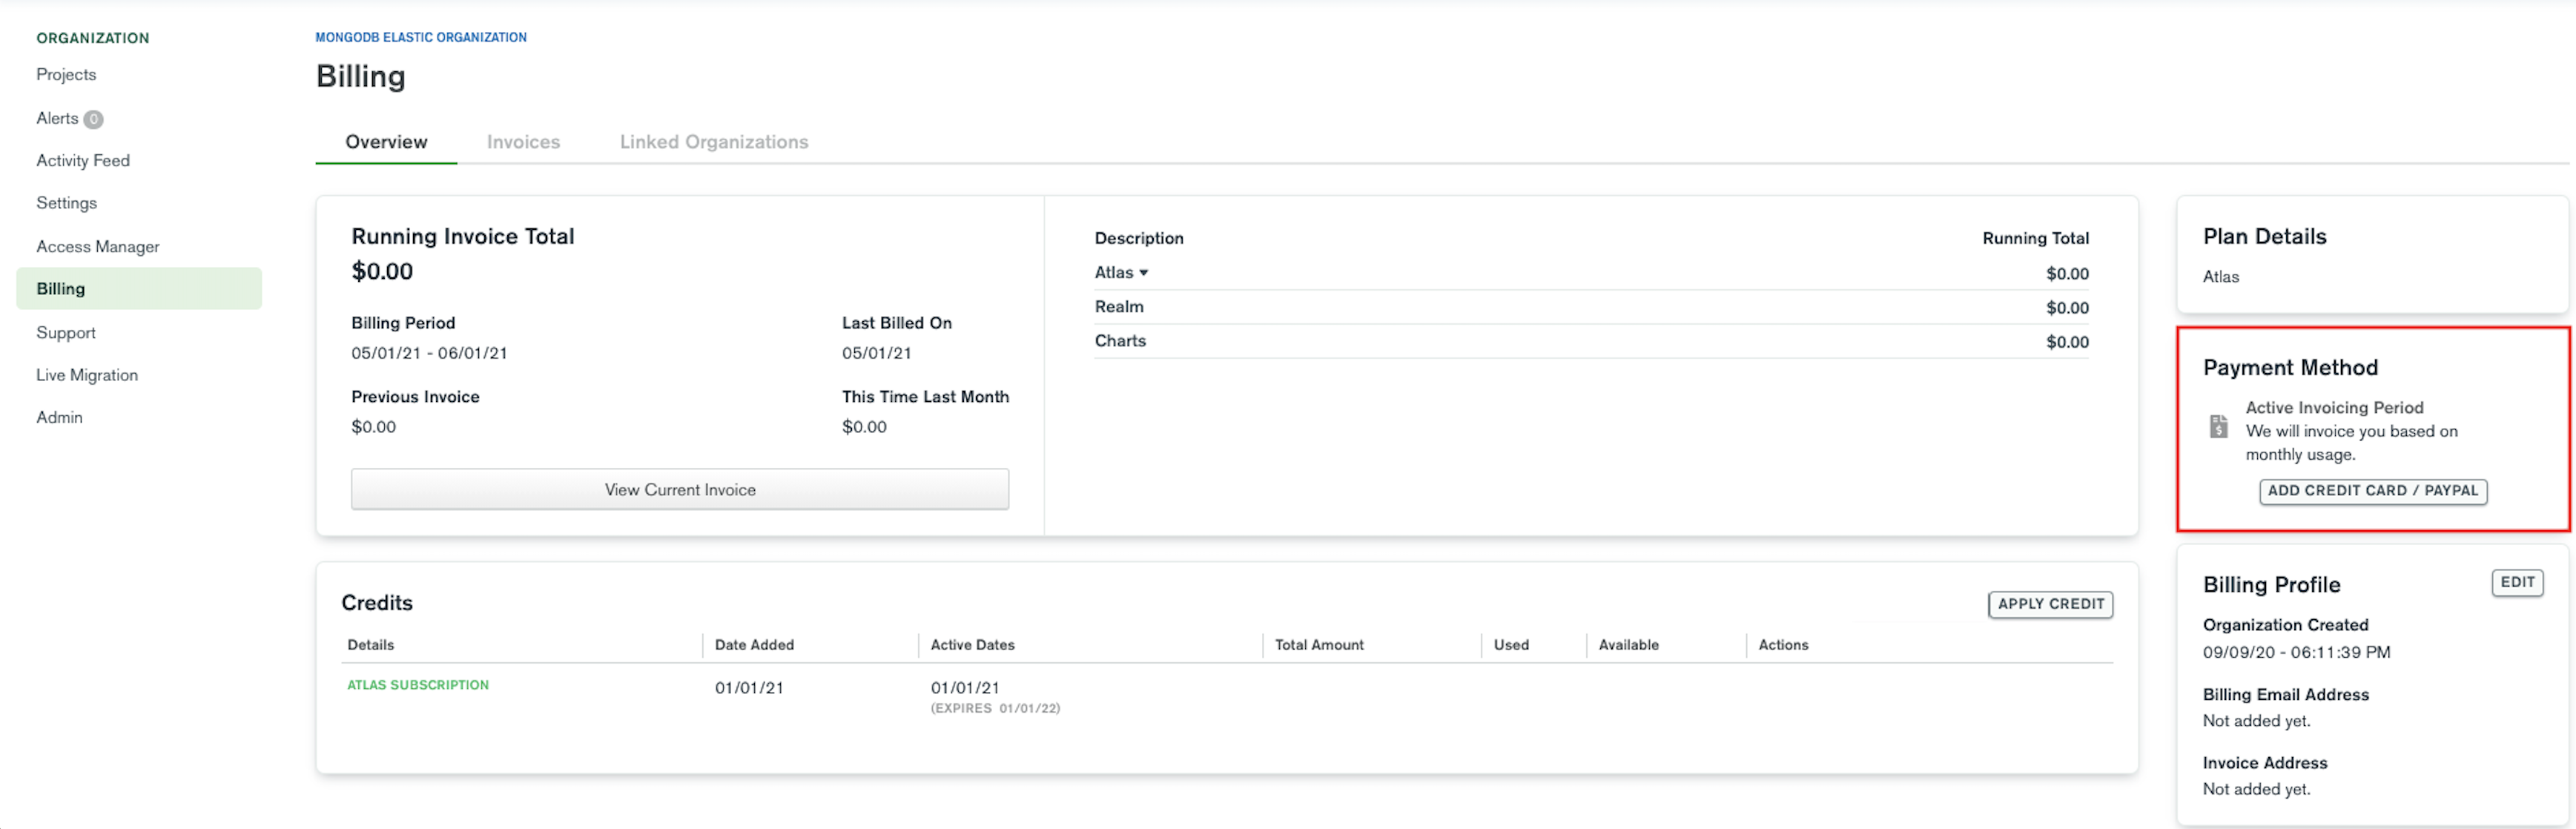 ORGANIZATION
Projects
Alerts 0
Activity Feed
Settings
Access Manager
Billing
Support
Live Migration
Admin
MONGODB ELASTIC ORGANIZATION
Billing
Overview Invoices Linked Organizations
Running Invoice Total
$0.00
Billing Period Last Billed On
05/01/21 - 06/01/21 05/01/21
Previous Invoice This Time Last Month
$0.00 $0.00
View Current Invoice
Description Running Total
Atlas $0.00
Realm $0.00
Charts $0.00
Credits APPLY CREDIT
Details Date Added Active Dates Total Amount Used Available Actions
ATLAS SUBSCRIPTION 01/01/21 01/01/21
(EXPIRES 01/01/22)
Plan Details
Atlas
Payment Method
Active Invoicing Period
$ We will invoice you based on
monthly usage.
ADD CREDIT CARD / PAYPAL
Billing Profile EDIT
Organization Created
09/09/20 - 06:11:39 PM
Billing Email Address
Not added yet.
Invoice Address
Not added yet.